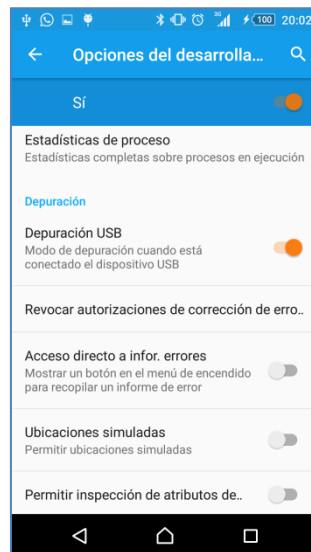 3G 100 20:02
Opciones del desarrolla...
Sí
Estadísticas de proceso
Estadísticas completas sobre procesos en ejecución
Depuración
Depuración USB
Modo de depuración cuando está
conectado el dispositivo USB
Revocar autorizaciones de corrección de erro..
Acceso directo a infor. errores
Mostrar un botón en el menú de encendido
para recopilar un informe de error
Ubicaciones simuladas
Permitir ubicaciones simuladas
Permitir inspección de atributos de..